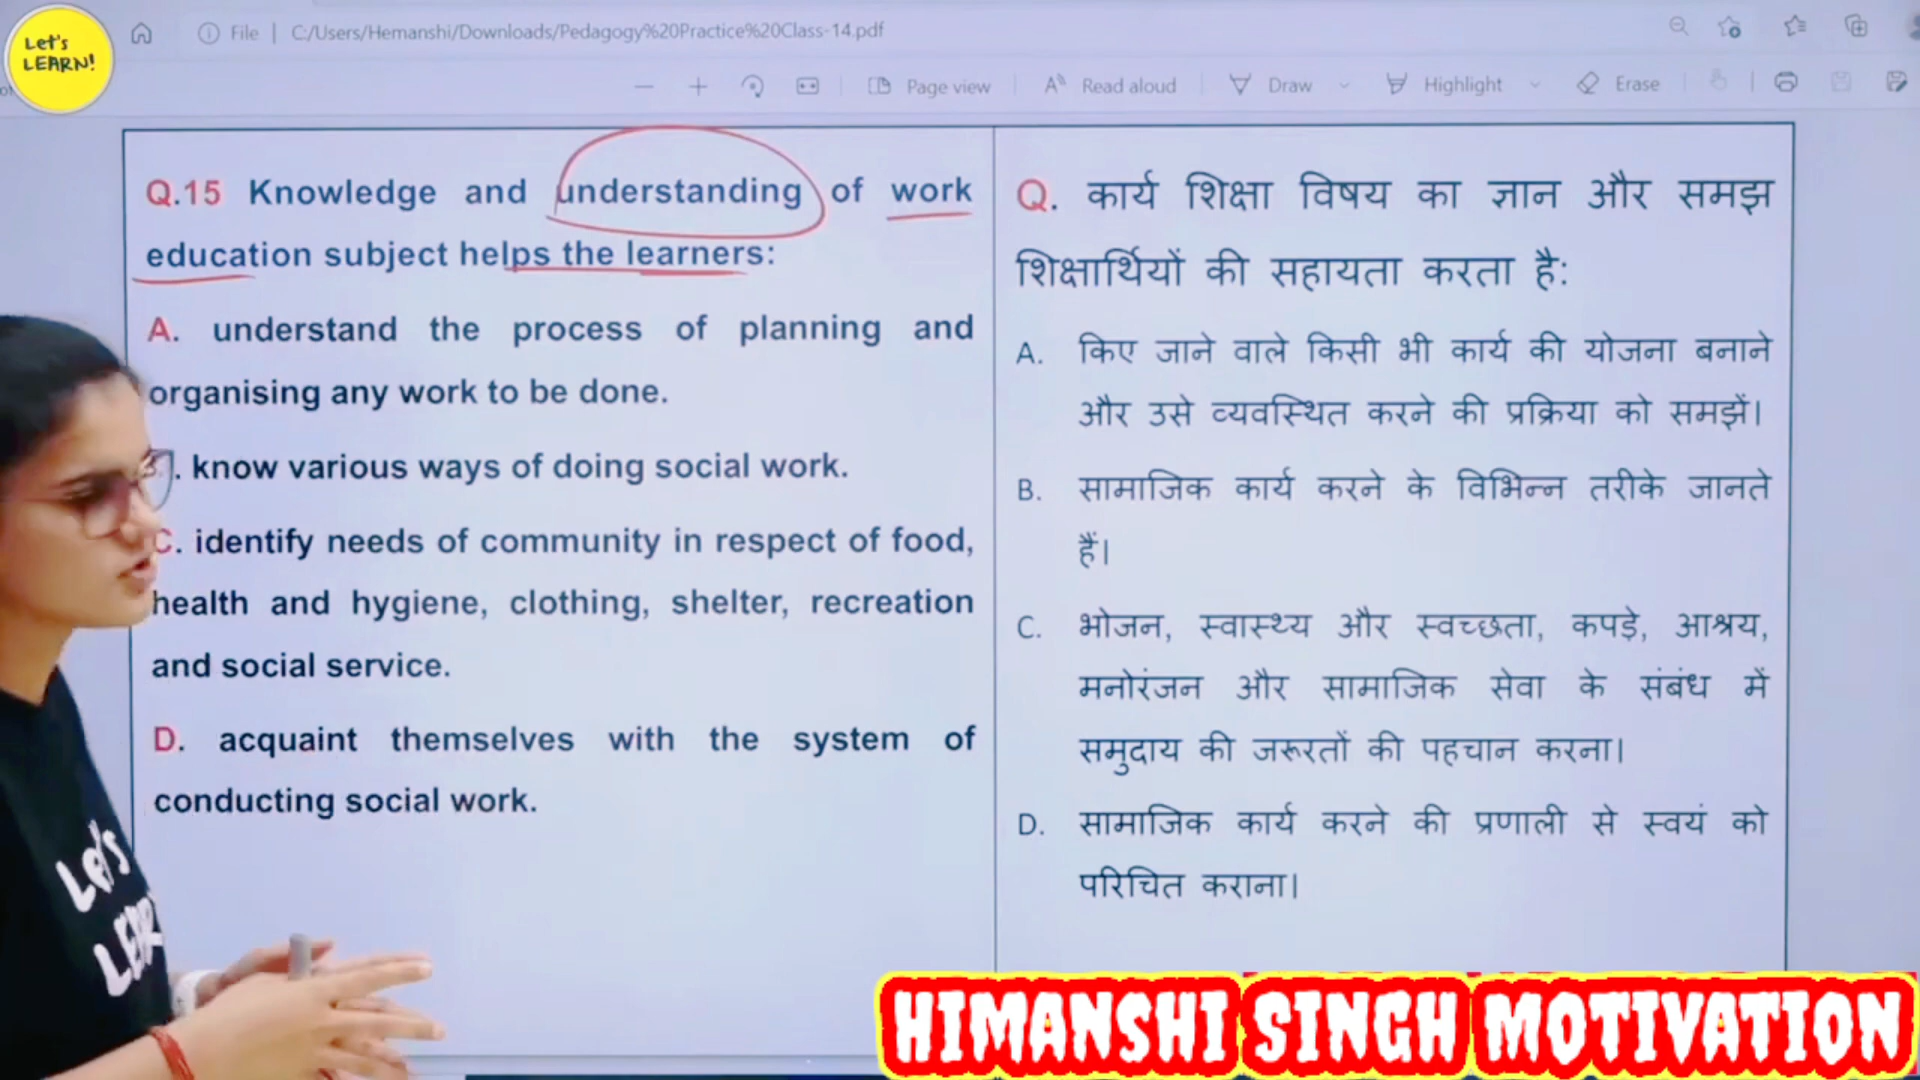 Let's
LEARN!
File | C:/Users/Hemanshi/Downloads/Pedagogy%20Practice%20Class-14.pdf
Page view
Read aloud
Draw
Highlight
Erase
Q.15 Knowledge and understanding of work
education subject helps the learners:
A. understand the process of planning and
organising any work to be done.
. know various ways of doing social work.
C. identify needs of community in respect of food,
health and hygiene, clothing, shelter, recreation
and social service.
D. acquaint themselves with the system of
conducting social work.
Q. कार्य शिक्षा विषय का ज्ञान और समझ
शिक्षार्थियों की सहायता करता है:
A. किए जाने वाले किसी भी कार्य की योजना बनाने
और उसे व्यवस्थित करने की प्रक्रिया को समझें।
B. सामाजिक कार्य करने के विभिन्न तरीके जानते
हैं।
C. भोजन, स्वास्थ्य और स्वच्छता, कपड़े, आश्रय,
मनोरंजन और सामाजिक सेवा के संबंध में
समुदाय की जरूरतों की पहचान करना।
D. सामाजिक कार्य करने की प्रणाली से स्वयं को
परिचित कराना।
Let's
LEARN
HIMANSHI SINGH MOTIVATION